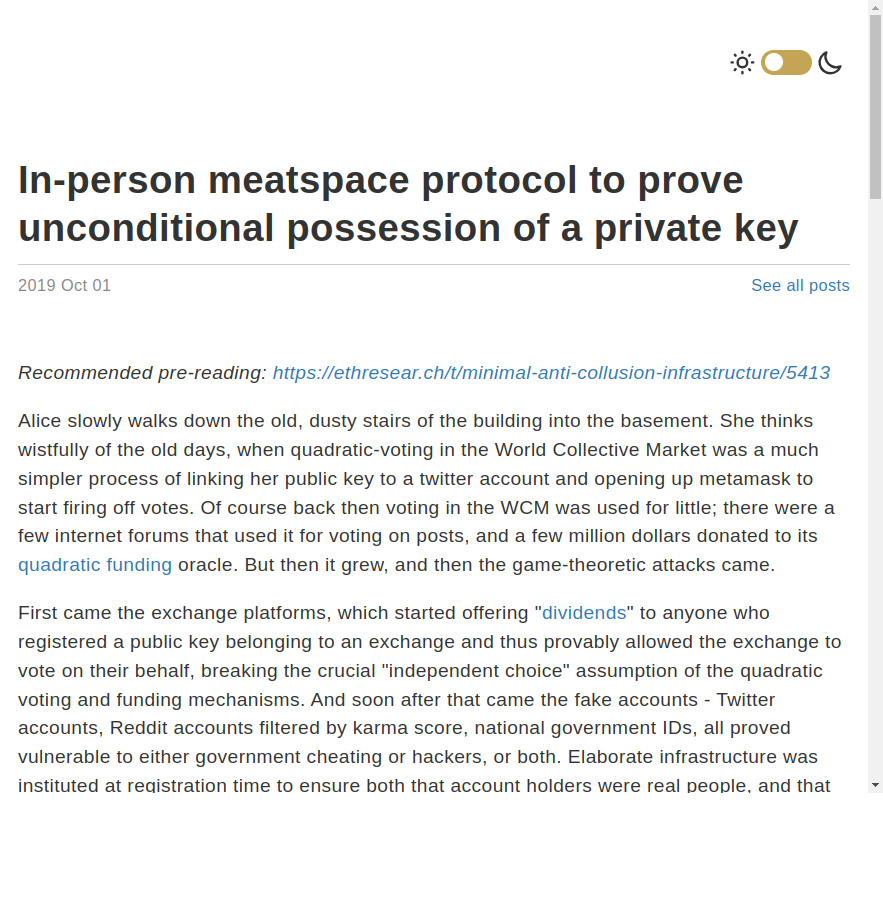 In-person meatspace protocol to prove
unconditional possession of a private key
2019 Oct 01
See all posts
Recommended pre-reading: https://ethresear.ch/t/minimal-anti-collusion-infrastructure/5413
Alice slowly walks down the old, dusty stairs of the building into the basement. She thinks
wistfully of the old days, when quadratic-voting in the World Collective Market was a much
simpler process of linking her public key to a twitter account and opening up metamask to
start firing off votes. Of course back then voting in the WCM was used for little; there were a
few internet forums that used it for voting on posts, and a few million dollars donated to its
quadratic funding oracle. But then it grew, and then the game-theoretic attacks came.
First came the exchange platforms, which started offering "dividends" to anyone who
registered a public key belonging to an exchange and thus provably allowed the exchange to
vote on their behalf, breaking the crucial "independent choice" assumption of the quadratic
voting and funding mechanisms. And soon after that came the fake accounts - Twitter
accounts, Reddit accounts filtered by karma score, national government IDs, all proved
vulnerable to either government cheating or hackers, or both. Elaborate infrastructure was
instituted at registration time to ensure both that account holders were real people, and that